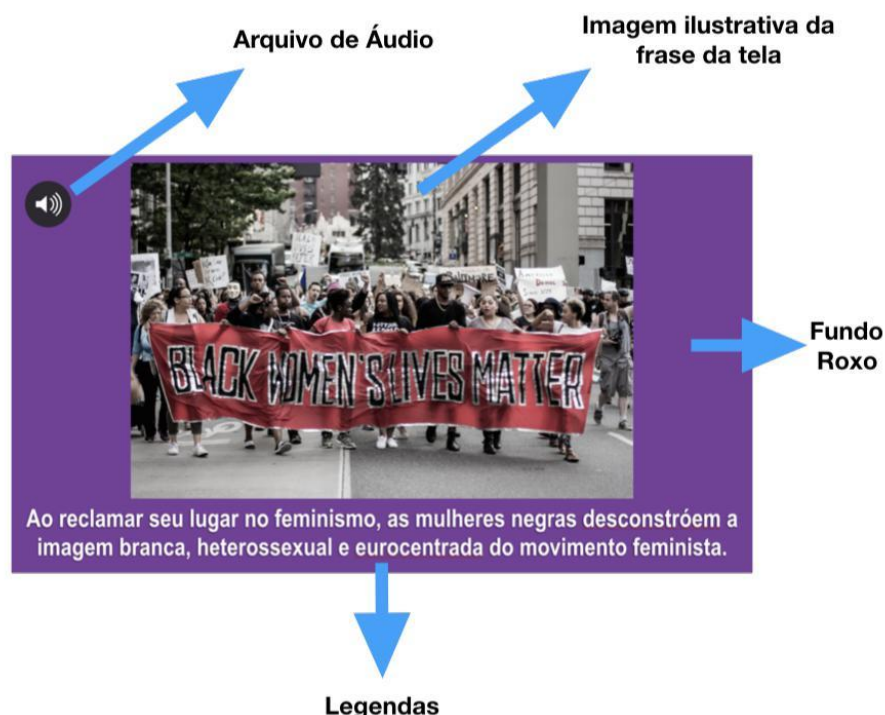 Arquivo de Áudio
Imagem ilustrativa da
frase da tela
BLACK WOMEN'S LIVES MATTER
Fundo
Roxo
Ao reclamar seu lugar no feminismo, as mulheres negras desconstróem a
imagem branca, heterossexual e eurocentrada do movimento feminista.
Legendas